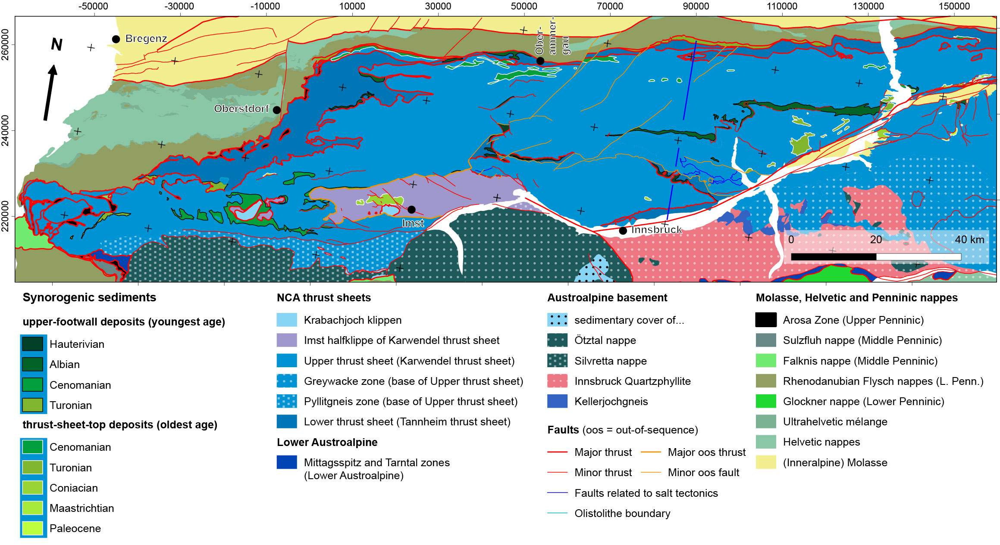 -50000 -30000 -10000 10000 30000 50000 70000 90000 110000 130000 150000
260000
240000
220000
N
Bregenz
Oberstdorf
Ober-
ammer-
gau
Imst
Innsbruck
0 20 40 km
Synorogenic sediments
upper-footwall deposits (youngest age)
Hauterivian
Albian
Cenomanian
Turonian
thrust-sheet-top deposits (oldest age)
Cenomanian
Turonian
Coniacian
Maastrichtian
Paleocene
NCA thrust sheets
Krabachjoch klippen
Imst halfklippe of Karwendel thrust sheet
Upper thrust sheet (Karwendel thrust sheet)
Greywacke zone (base of Upper thrust sheet)
Pyllitgneis zone (base of Upper thrust sheet)
Lower thrust sheet (Tannheim thrust sheet)
Lower Austroalpine
Mittagsspitz and Tarntal zones
(Lower Austroalpine)
Austroalpine basement
sedimentary cover of...
Ötztal nappe
Silvretta nappe
Innsbruck Quartzphyllite
Kellerjochgneis
Faults (oos = out-of-sequence)
Major thrust
Major oos thrust
Minor thrust
Minor oos fault
Faults related to salt tectonics
Olistolithe boundary
Molasse, Helvetic and Penninic nappes
Arosa Zone (Upper Penninic)
Sulzfluh nappe (Middle Penninic)
Falknis nappe (Middle Penninic)
Rhenodanubian Flysch nappes (L. Penn.)
Glockner nappe (Lower Penninic)
Ultrahelvetic mélange
Helvetic nappes
(Inneralpine) Molasse